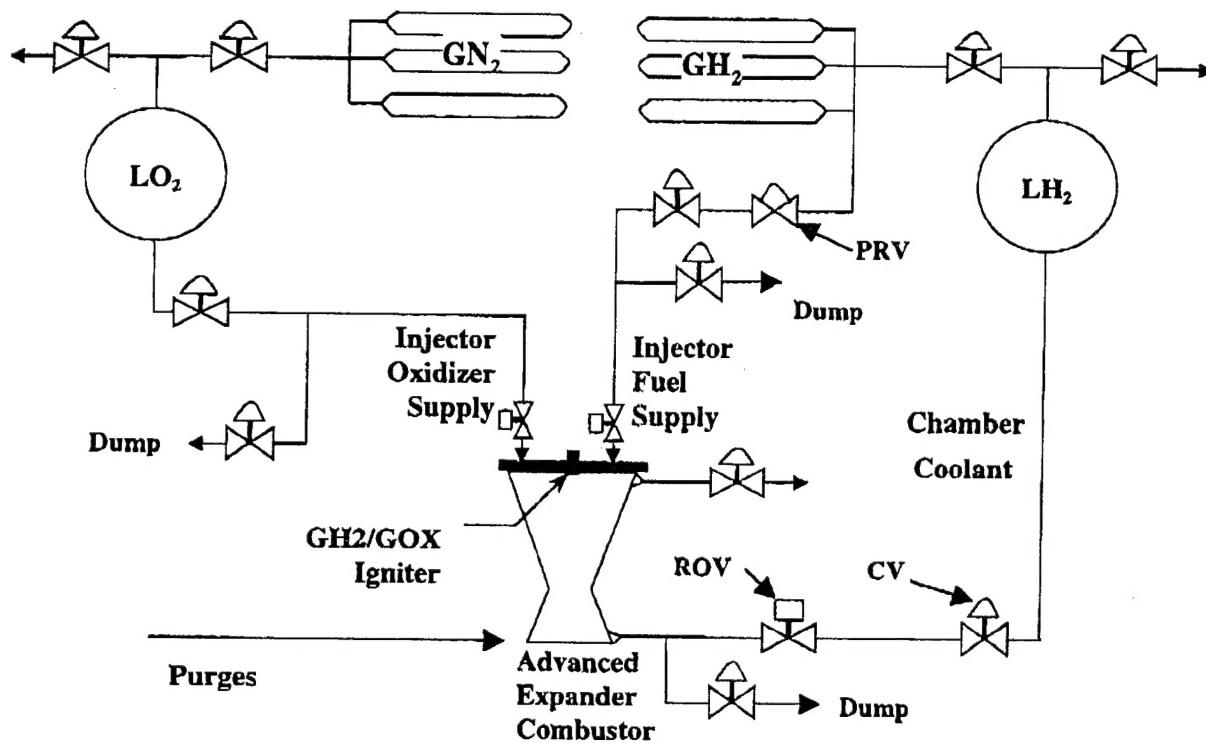 GN₂
GH₂
LO₂
LH₂
PRV
Dump
Injector
Oxidizer
Supply
Injector
Fuel
Supply
Dump
Chamber
Coolant
GH2/GOX
Igniter
ROV
CV
Purges
Advanced
Expander
Combustor
Dump